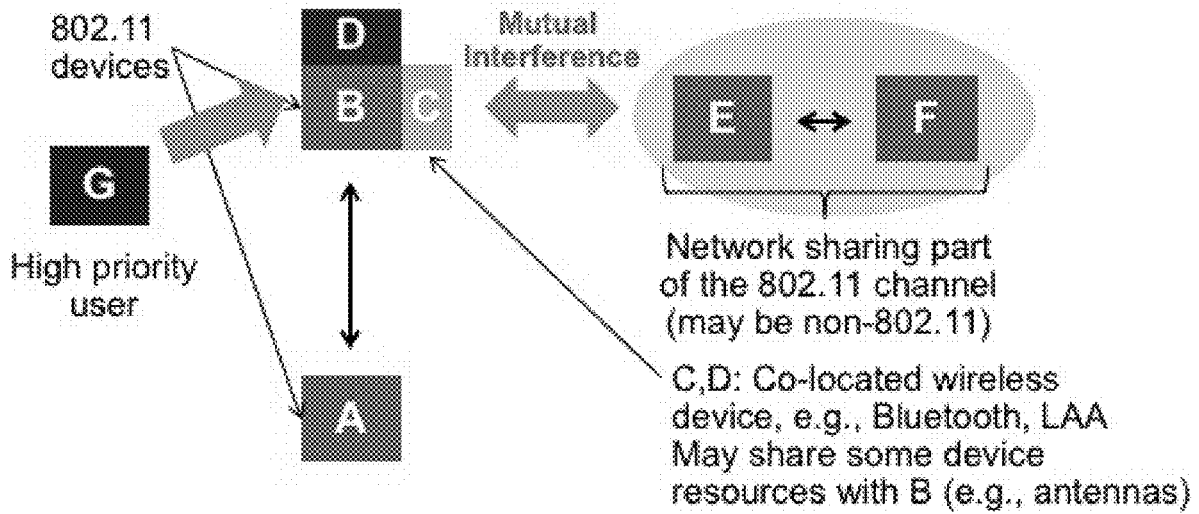 802.11
devices
D
B
C
Mutual
Interference
E
F
G
High priority
user
A
Network sharing part
of the 802.11 channel
(may be non-802.11)
C,D: Co-located wireless
device, e.g., Bluetooth, LAA
May share some device
resources with B (e.g., antennas)